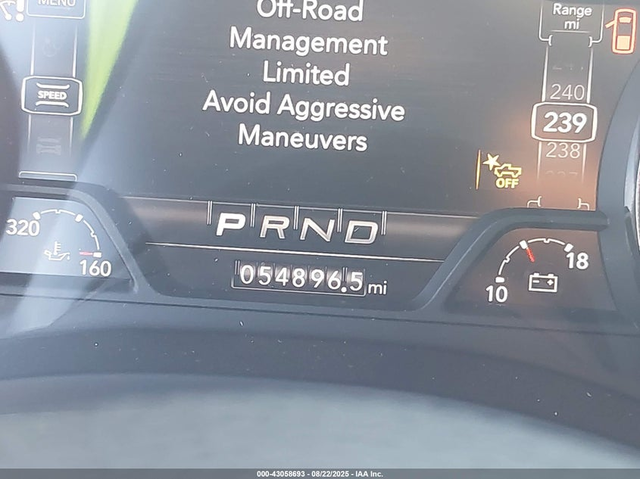 MENU
Off-Road
Management
Limited
Avoid Aggressive
Maneuvers
SPEED
Range
mi
240
239
238
OFF
PRND
054896.5 mi
320
160
10
18
000-43058693 - 08/22/2025 - IAA Inc.